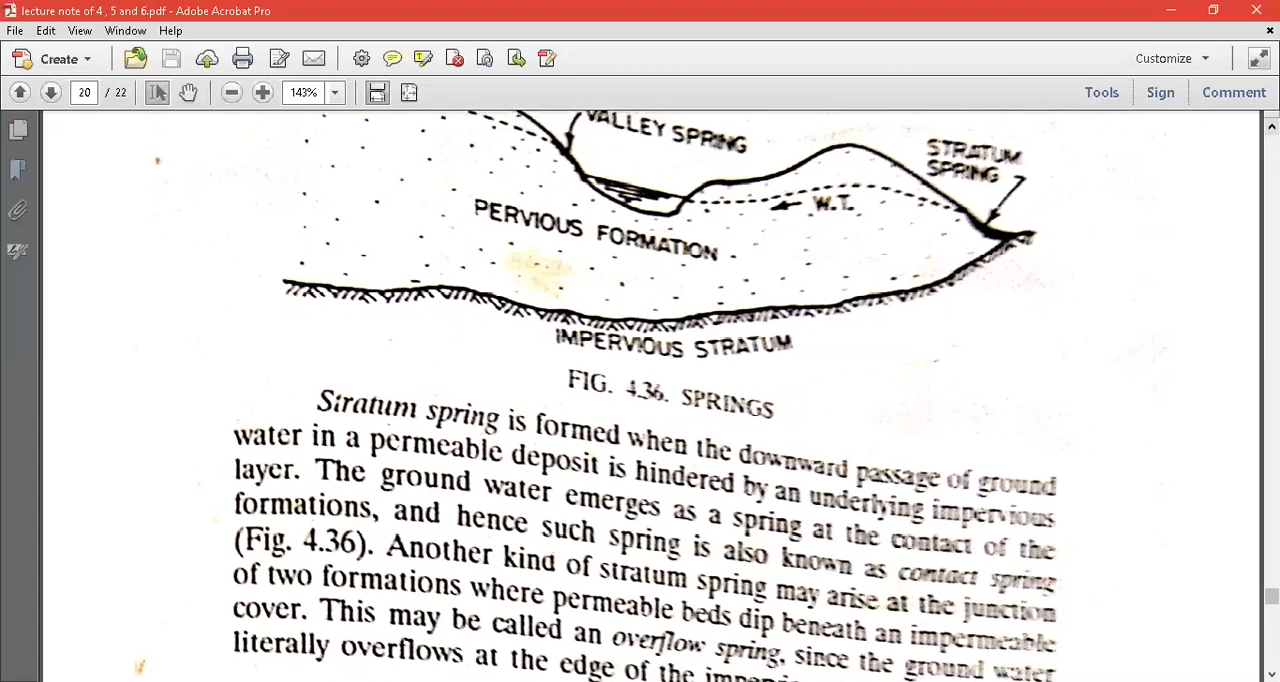 lecture note of 4 , 5 and 6.pdf - Adobe Acrobat Pro
File Edit View Window Help
Create
Customize
20 / 22
143%
Tools Sign Comment
VALLEY SPRING
STRATUM
SPRING
W.T.
PERVIOUS FORMATION
IMPERVIOUS STRATUM
FIG. 4.36. SPRINGS
Stratum spring is formed when the downward passage of ground
water in a permeable deposit is hindered by an underlying impervious
layer. The ground water emerges as a spring at the contact of the
formations, and hence such spring is also known as contact spring
(Fig. 4.36). Another kind of stratum spring may arise at the junction
of two formations where permeable beds dip beneath an impermeable
cover. This may be called an overflow spring, since the ground water
literally overflows at the edge of the